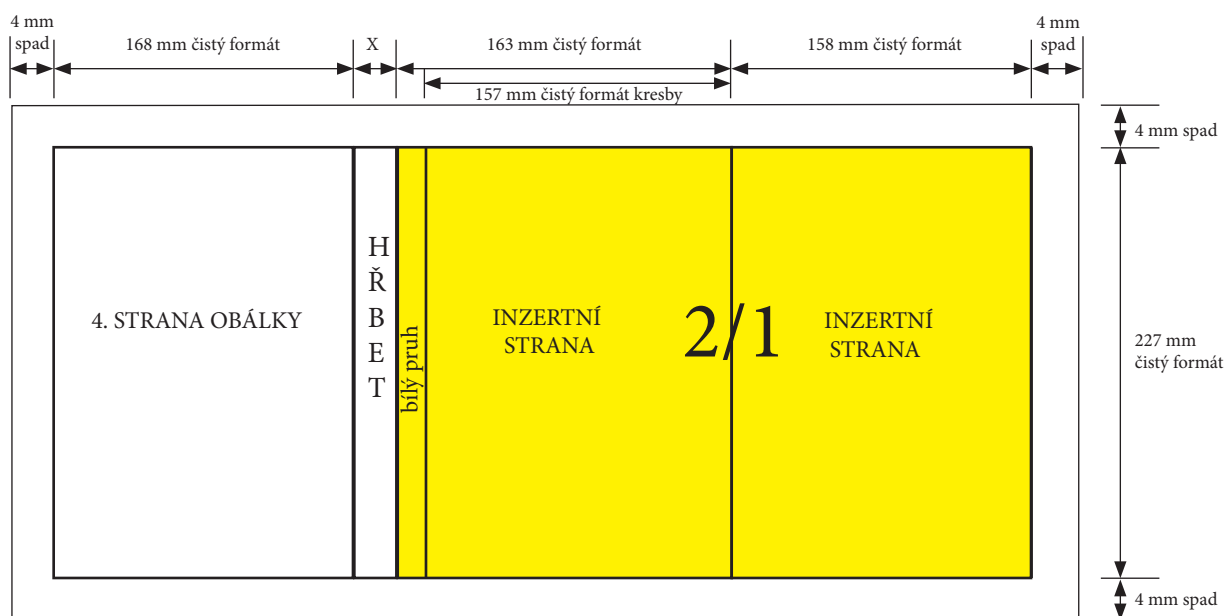 4 mm
spad
168 mm čistý formát
X
163 mm čistý formát
158 mm čistý formát
4 mm
spad
157 mm čistý formát kresby
4 mm spad
4. STRANA OBÁLKY
H
Ř
B
E
T
bílý pruh
INZERTNÍ
STRANA
2/1
INZERTNÍ
STRANA
227 mm
čistý formát
4 mm spad